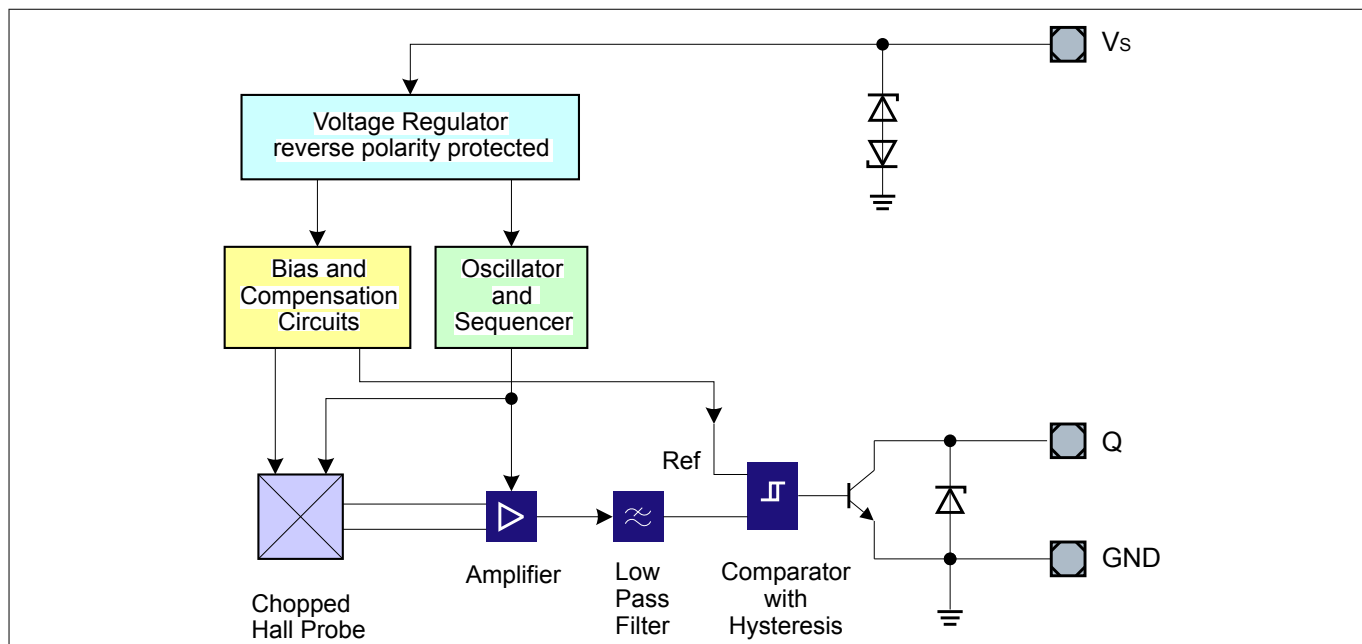 Vs
Voltage Regulator
reverse polarity protected
Bias and
Compensation
Circuits
Oscillator
and
Sequencer
Ref
Q
GND
Amplifier
Low
Pass
Filter
Comparator
with
Hysteresis
Chopped
Hall Probe